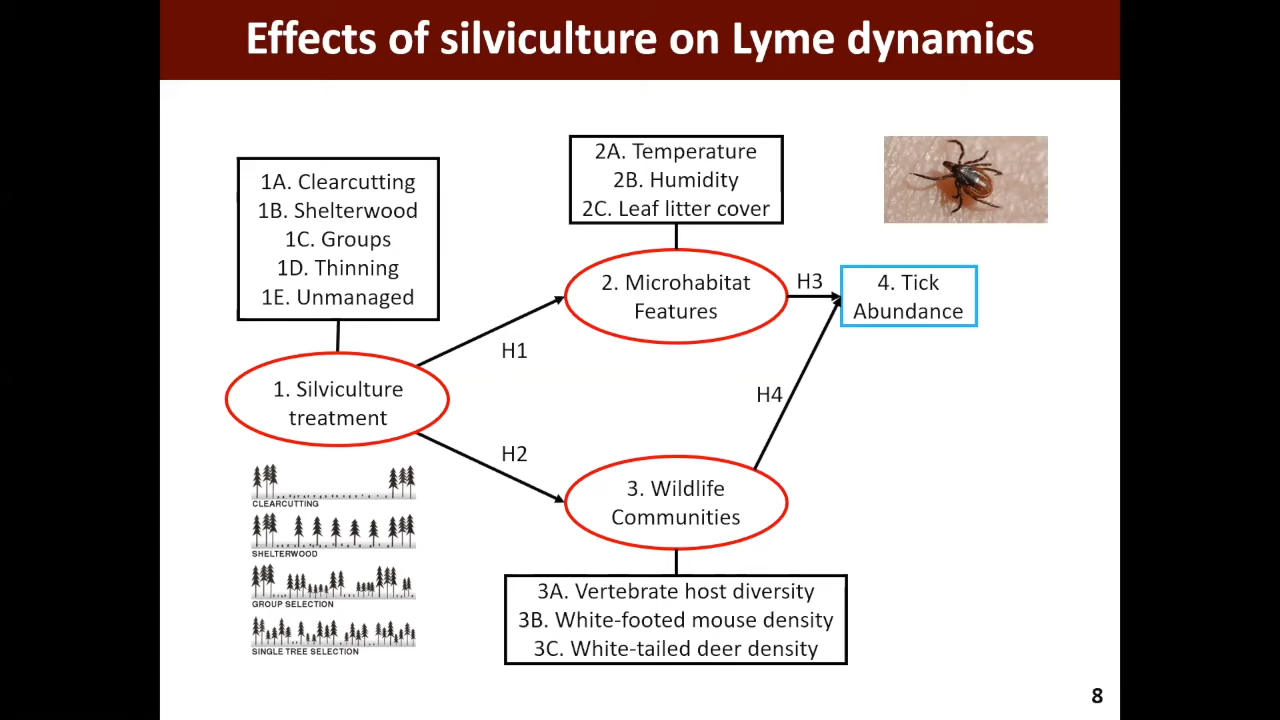 Effects of silviculture on Lyme dynamics
1A. Clearcutting
1B. Shelterwood
1C. Groups
1D. Thinning
1E. Unmanaged
1. Silviculture
treatment
CLEARCUTTING
SHELTERWOOD
GROUP SELECTION
SINGLE TREE SELECTION
H1
H2
2A. Temperature
2B. Humidity
2C. Leaf litter cover
2. Microhabitat
Features
H3
4. Tick
Abundance
H4
3. Wildlife
Communities
3A. Vertebrate host diversity
3B. White-footed mouse density
3C. White-tailed deer density
8